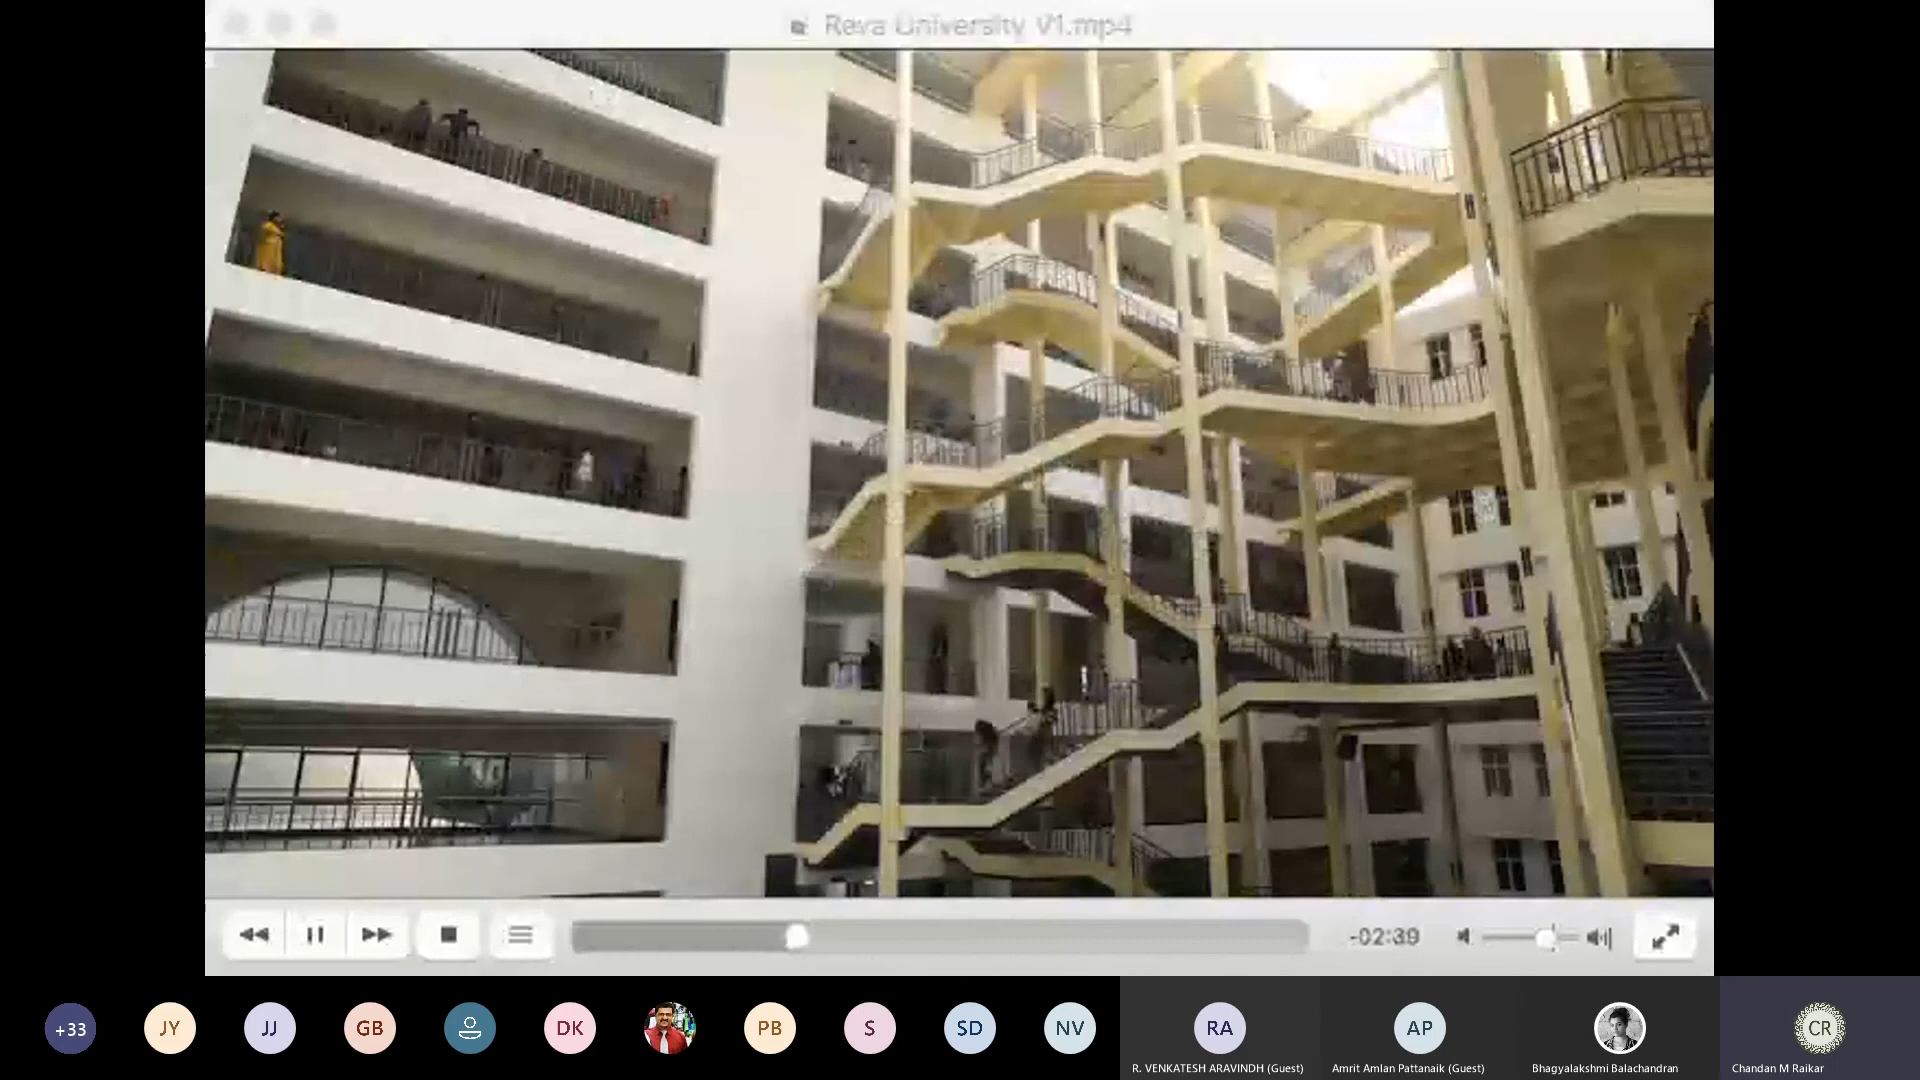 Reva University V1.mp4
-02:39
+33
JY
JJ
GB
DK
PB
S
SD
NV
RA
AP
CR
R. VENKATESH ARAVINDH (Guest)
Amrit Amlan Pattanaik (Guest)
Bhagyalakshmi Balachandran
Chandan M Raikar